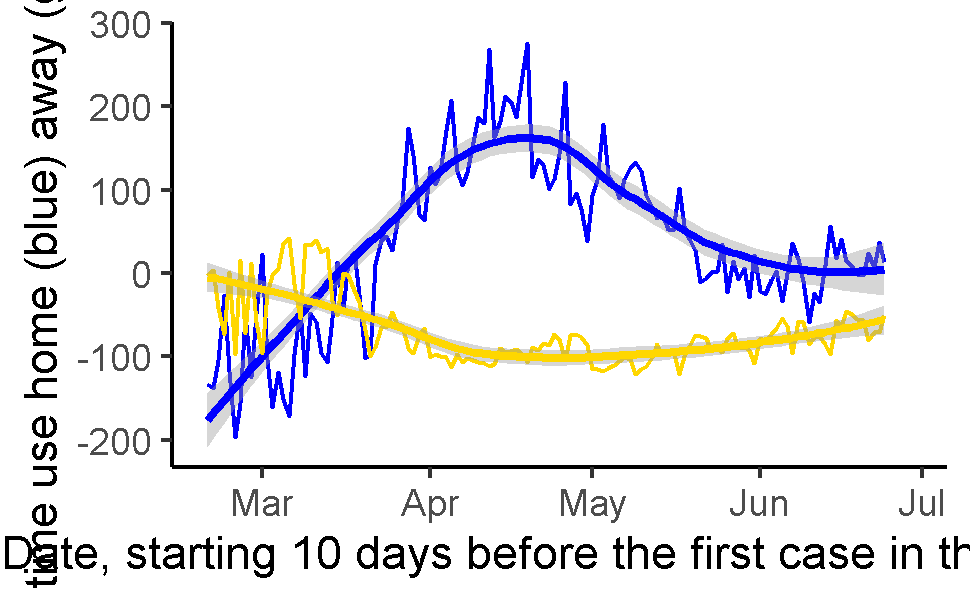 time use home (blue) away (
300
200
100
0
-100
-200
Mar Apr May Jun Jul
Date, starting 10 days before the first case in th